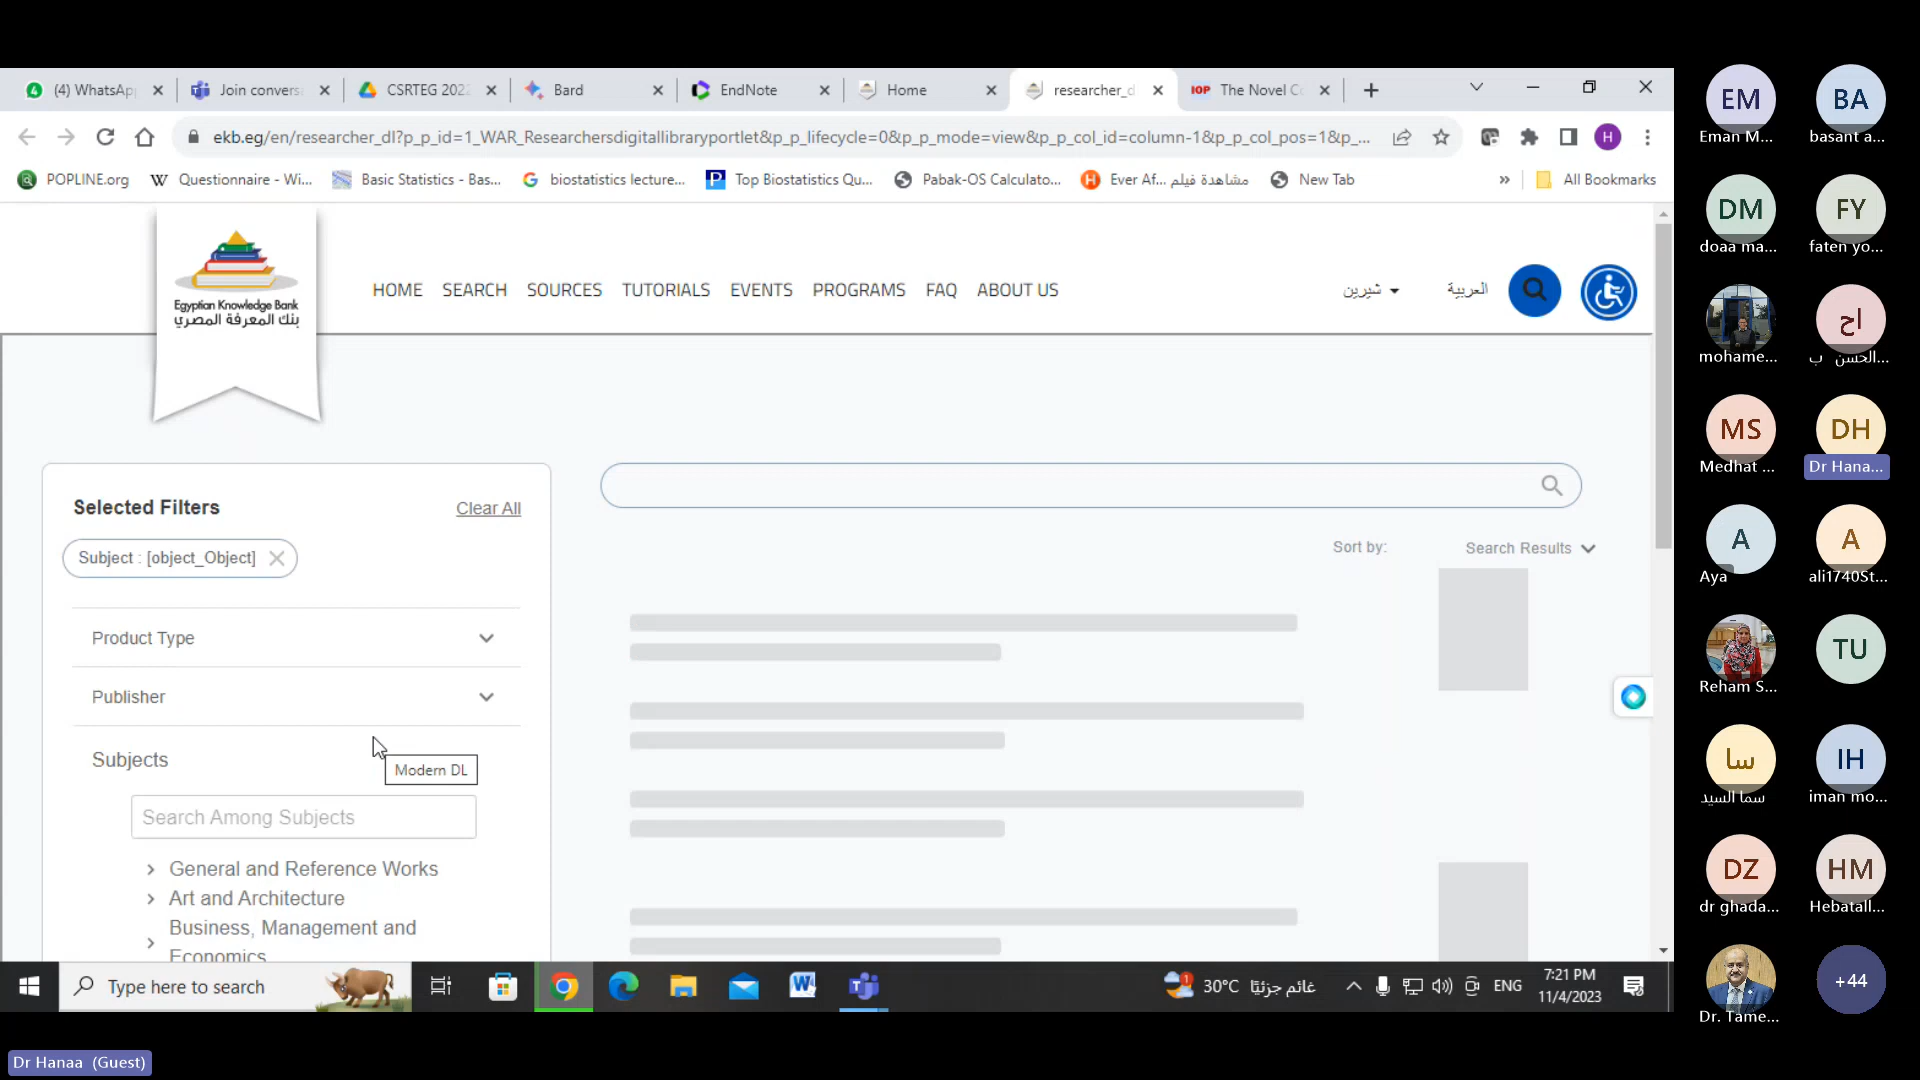 (4) WhatsAp
Join convers
CSRTEG 202
Bard
EndNote
Home
researcher_d
IOP The Novel C
ekb.eg/en/researcher_dl?p_p_id=1_WAR_Researchersdigitallibraryportlet&p_p_lifecycle=0&p_p_mode=view&p_p_col_id=column-1&p_p_col_pos=1&p_...
H
POPLINE.org
W Questionnaire - Wi...
Basic Statistics - Bas...
G biostatistics lecture...
P Top Biostatistics Qu...
Pabak-OS Calculato...
H Ever Af... مشاهدة فيلم
New Tab
» All Bookmarks
Egyptian Knowledge Bank
بنك المعرفة المصري
HOME SEARCH SOURCES TUTORIALS EVENTS PROGRAMS FAQ ABOUT US
شيرين
العربية
Selected Filters
Clear All
Subject : [object_Object]
Product Type
Publisher
Subjects
Modern DL
Search Among Subjects
General and Reference Works
Art and Architecture
Business, Management and
Economics
Sort by:
Search Results
Type here to search
30°C غائم جزئيًا
ENG
7:21 PM
11/4/2023
EM
Eman M...
BA
basant a...
DM
doaa ma...
FY
faten yo...
mohame...
اح
الحسن ب...
MS
Medhat ...
DH
Dr Hana...
A
Aya
A
ali1740St...
Reham S...
TU
سا
سما السيد
IH
iman mo...
DZ
dr ghada...
HM
Hebatall...
Dr. Tame...
+44
Dr Hanaa (Guest)